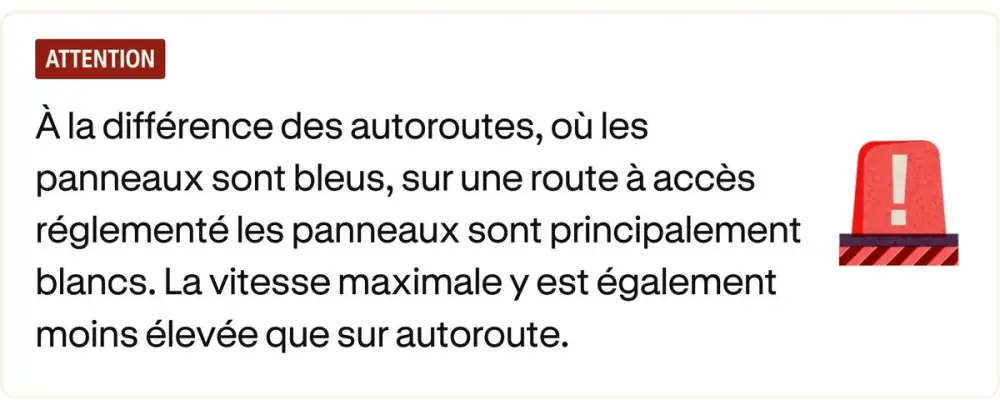 ATTENTION
À la différence des autoroutes, où les
panneaux sont bleus, sur une route à accès
réglementé les panneaux sont principalement
blancs. La vitesse maximale y est également
moins élevée que sur autoroute.
!